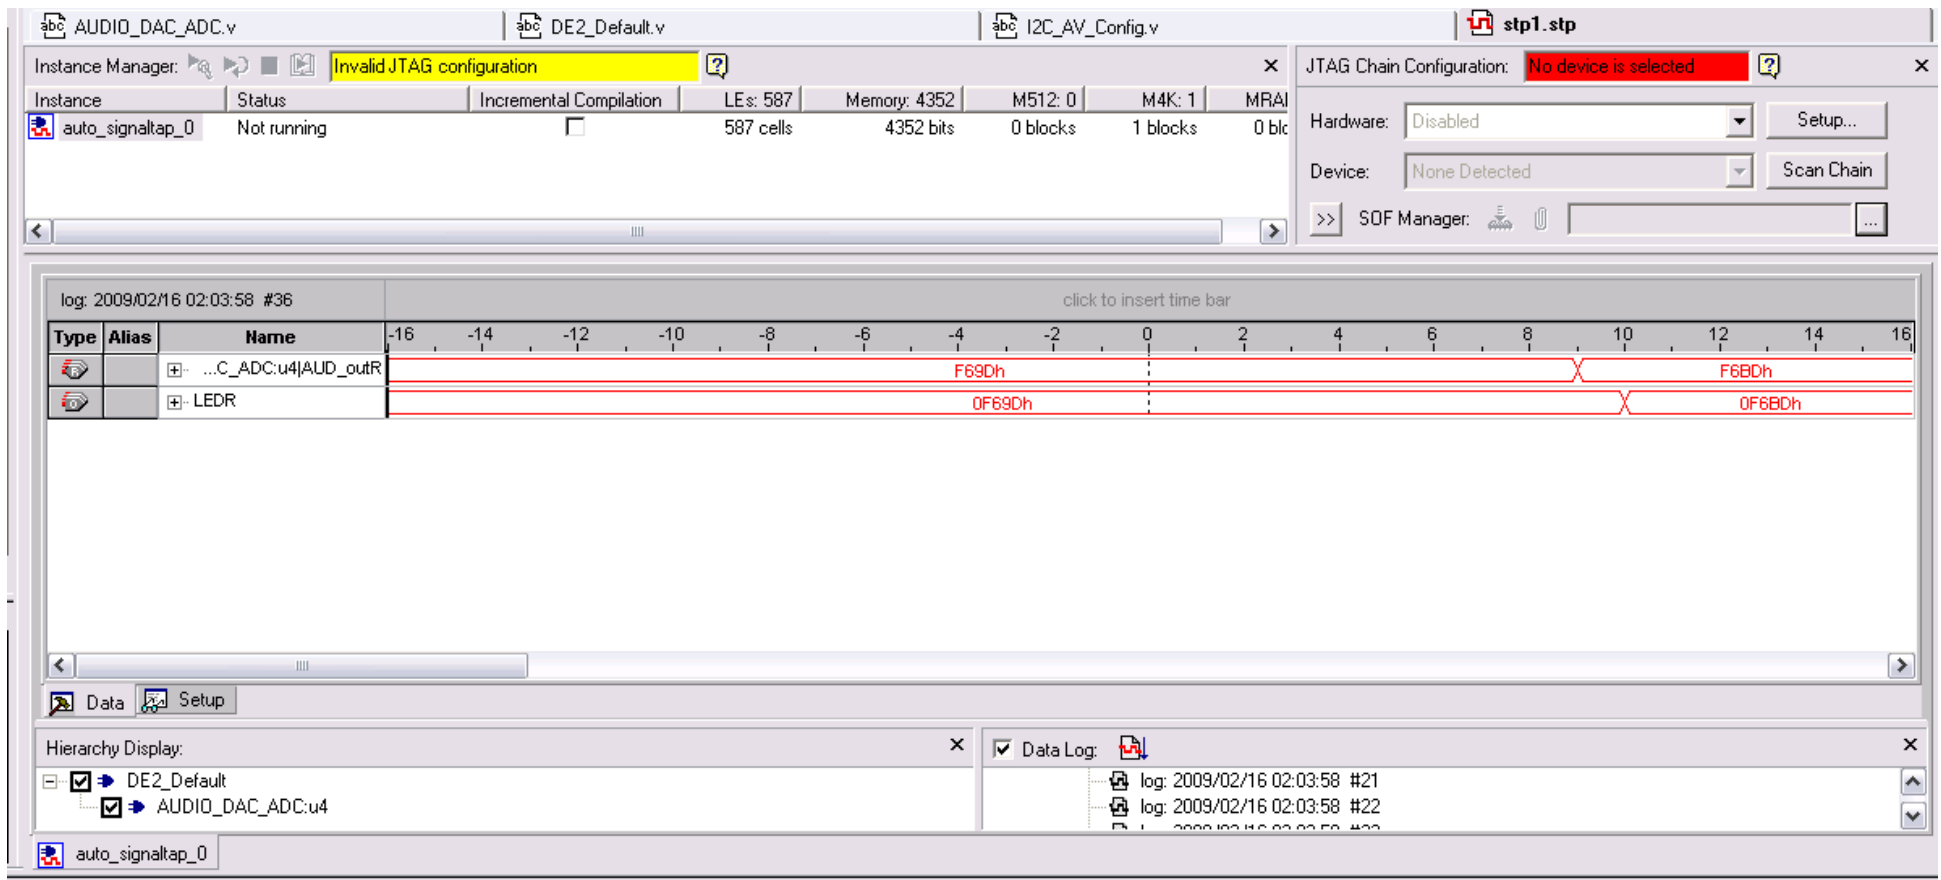 AUDIO_DAC_ADC.v DE2_Default.v I2C_AV_Config.v stp1.stp
Instance Manager: Invalid JTAG configuration
Instance Status Incremental Compilation LEs: 587 Memory: 4352 M512: 0 M4K: 1 MRAI
auto_signaltap_0 Not running 587 cells 4352 bits 0 blocks 1 blocks 0 blc
JTAG Chain Configuration: No device is selected
Hardware: Disabled Setup...
Device: None Detected Scan Chain
>> SOF Manager: ...
log: 2009/02/16 02:03:58 #36 click to insert time bar
Type Alias Name -16 -14 -12 -10 -8 -6 -4 -2 0 2 4 6 8 10 12 14 16
...C_ADC:u4|AUD_outR F69Dh F6BDh
LEDR 0F69Dh 0F6BDh
Data Setup
Hierarchy Display:
DE2_Default
AUDIO_DAC_ADC:u4
Data Log:
log: 2009/02/16 02:03:58 #21
log: 2009/02/16 02:03:58 #22
auto_signaltap_0